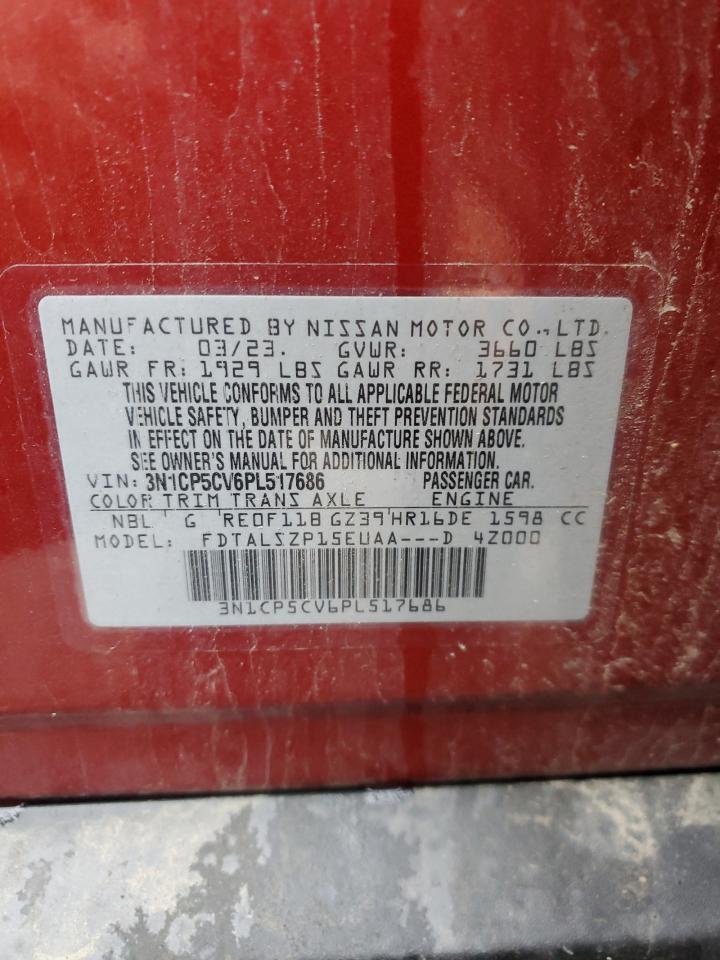 MANUFACTURED BY NISSAN MOTOR CO., LTD.
DATE: 03/23. GVWR: 3660 LBS
GAWR FR: 1929 LBS GAWR RR: 1731 LBS
THIS VEHICLE CONFORMS TO ALL APPLICABLE FEDERAL MOTOR
VEHICLE SAFETY, BUMPER AND THEFT PREVENTION STANDARDS
IN EFFECT ON THE DATE OF MANUFACTURE SHOWN ABOVE.
SEE OWNER'S MANUAL FOR ADDITIONAL INFORMATION.
VIN: 3N1CP5CV6PL517686 PASSENGER CAR.
COLOR TRIM TRANS AXLE ENGINE
NBL G RE0F11B GZ39 HR16DE 1598 CC
MODEL: FDTALSZP15EUAA---D 4Z000
3N1CP5CV6PL517686